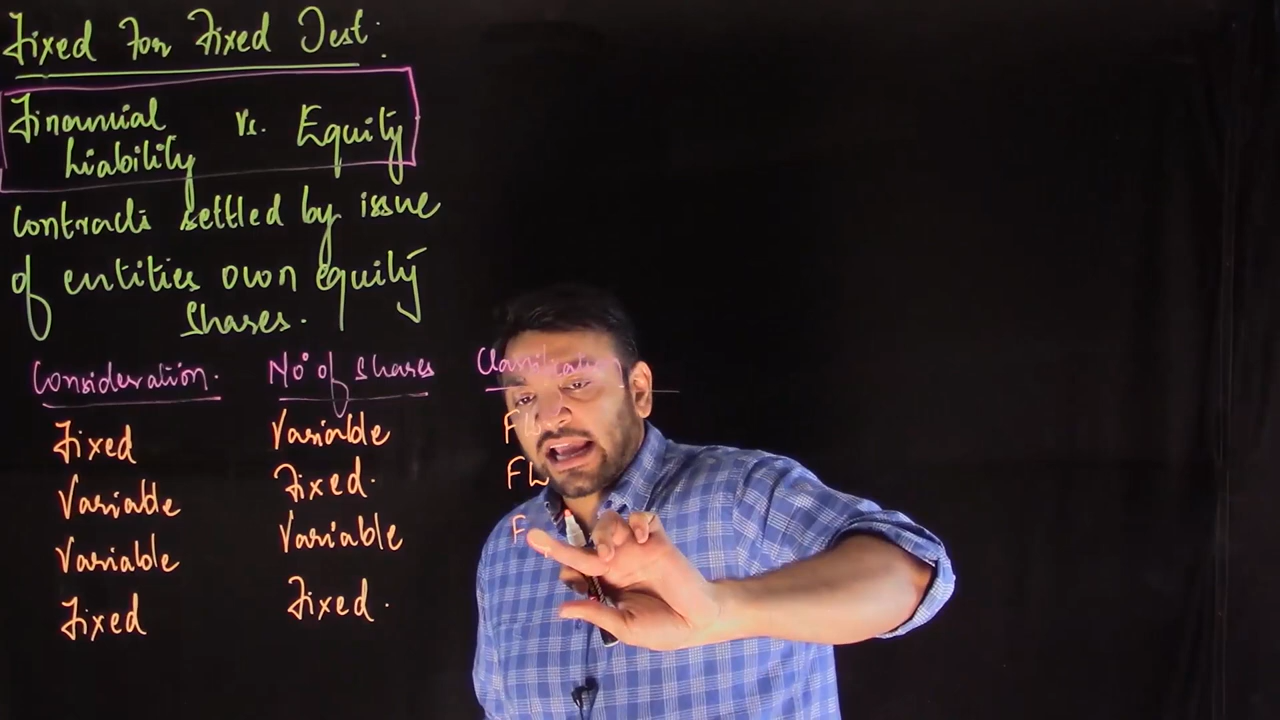 Fixed For Fixed Test:
Financial Liability vs. Equity
Contracts settled by issue
of entities own equity
shares.
Consideration. No of Shares Classification
Fixed Variable FL
Variable Fixed. FL
Variable Variable F
Fixed Fixed.